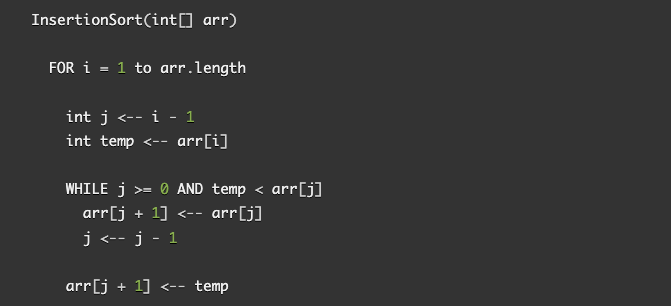 InsertionSort(int[] arr)
FOR i = 1 to arr.length
int j <-- i - 1
int temp <-- arr[i]
WHILE j >= 0 AND temp < arr[j]
arr[j + 1] <-- arr[j]
j <-- j - 1
arr[j + 1] <-- temp